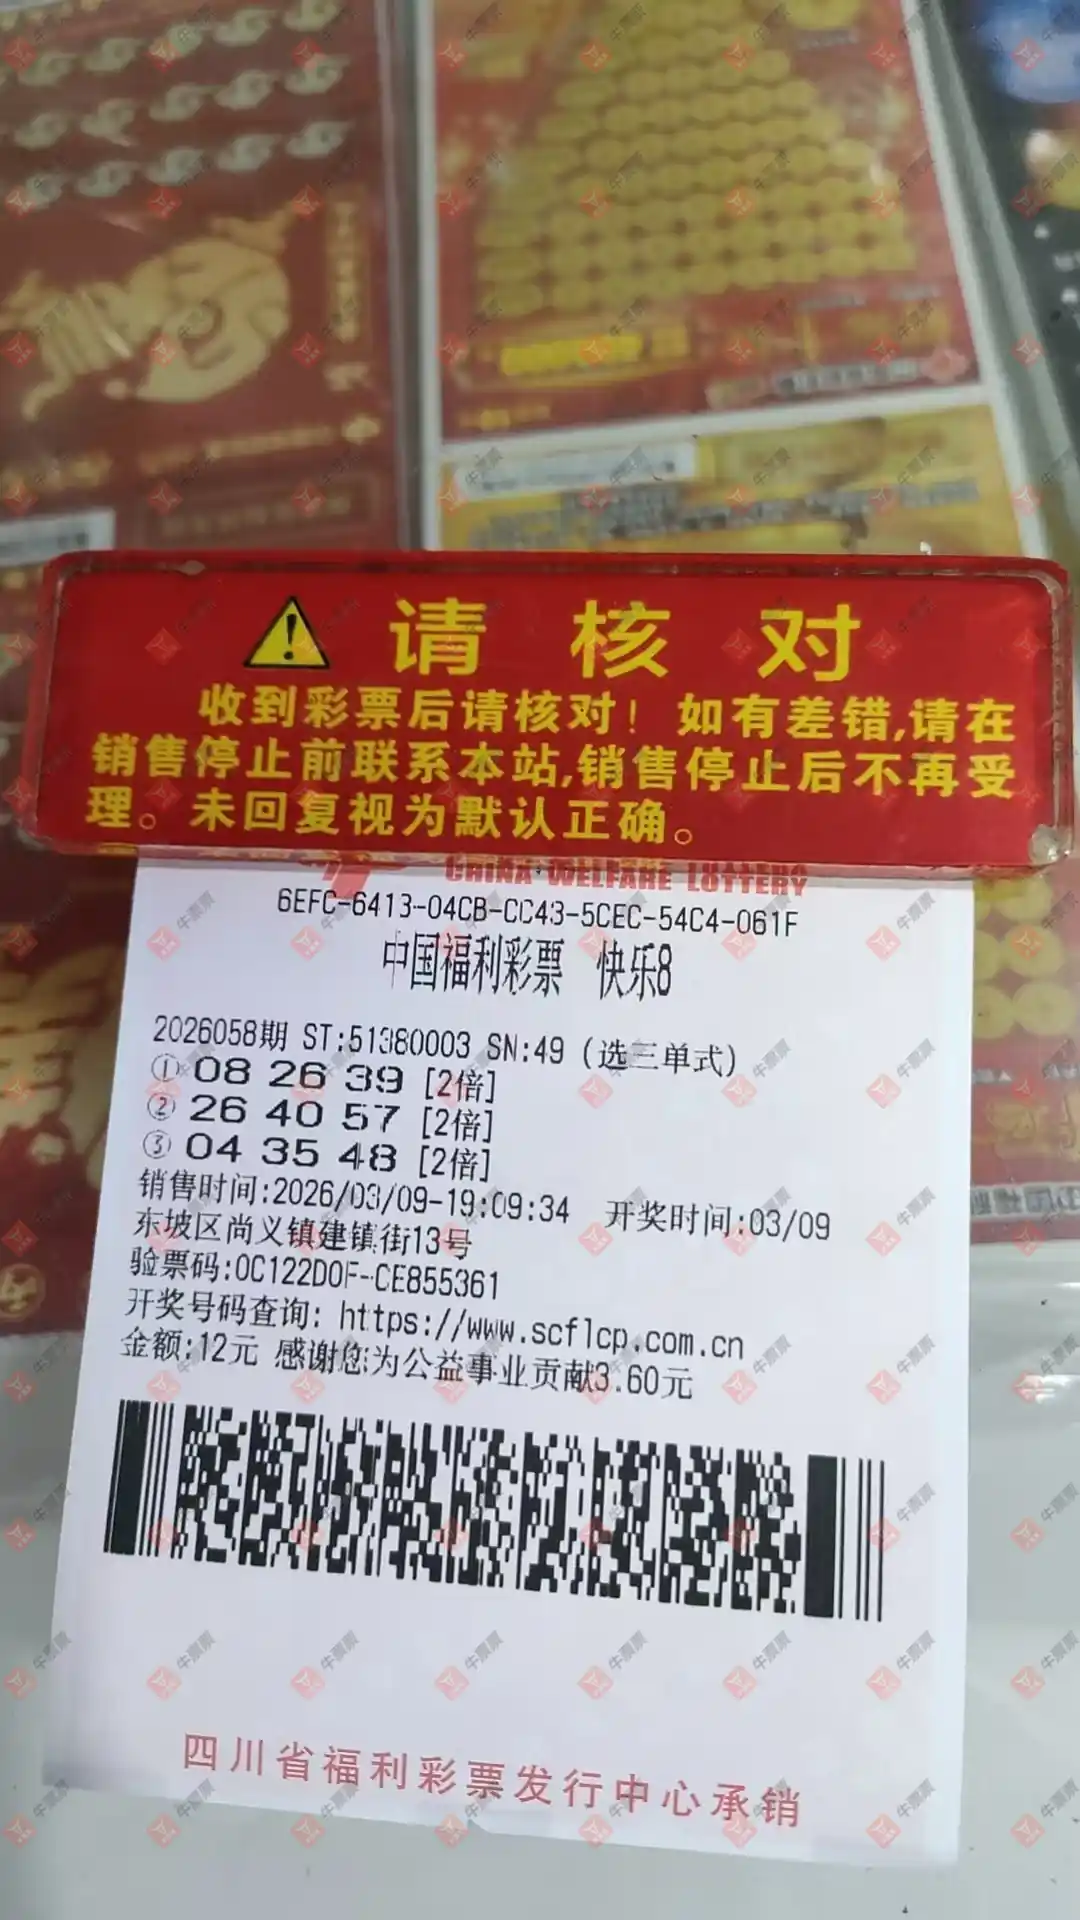 请核对
收到彩票后请核对！如有差错,请在
销售停止前联系本站,销售停止后不再受
理。未回复视为默认正确。
CHINA WELFARE LOTTERY
6EFC-6413-04CB-CC43-5CEC-54C4-061F
中国福利彩票 快乐8
2026058期 ST:51380003 SN:49 (选三单式)
① 08 26 39 [2倍]
② 26 40 57 [2倍]
③ 04 35 48 [2倍]
销售时间:2026/03/09-19:09:34 开奖时间:03/09
东坡区尚义镇建镇街13号
验票码:0C122D0F-CE855361
开奖号码查询: https://www.scflcp.com.cn
金额:12元 感谢您为公益事业贡献3.60元
四川省福利彩票发行中心承销
牛票票